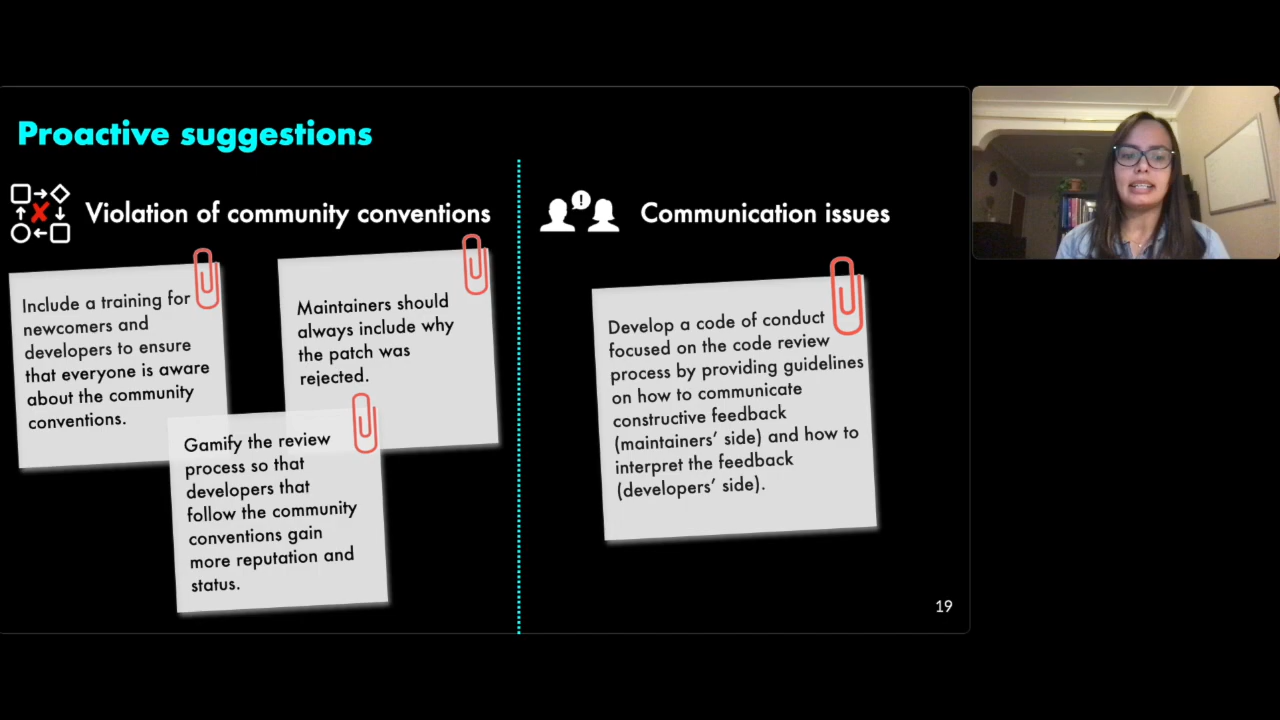 Proactive suggestions
Violation of community conventions
Include a training for
newcomers and
developers to ensure
that everyone is aware
about the community
conventions.
Maintainers should
always include why
the patch was
rejected.
Gamify the review
process so that
developers that
follow the community
conventions gain
more reputation and
status.
!
Communication issues
Develop a code of conduct
focused on the code review
process by providing guidelines
on how to communicate
constructive feedback
(maintainers’ side) and how to
interpret the feedback
(developers’ side).
19